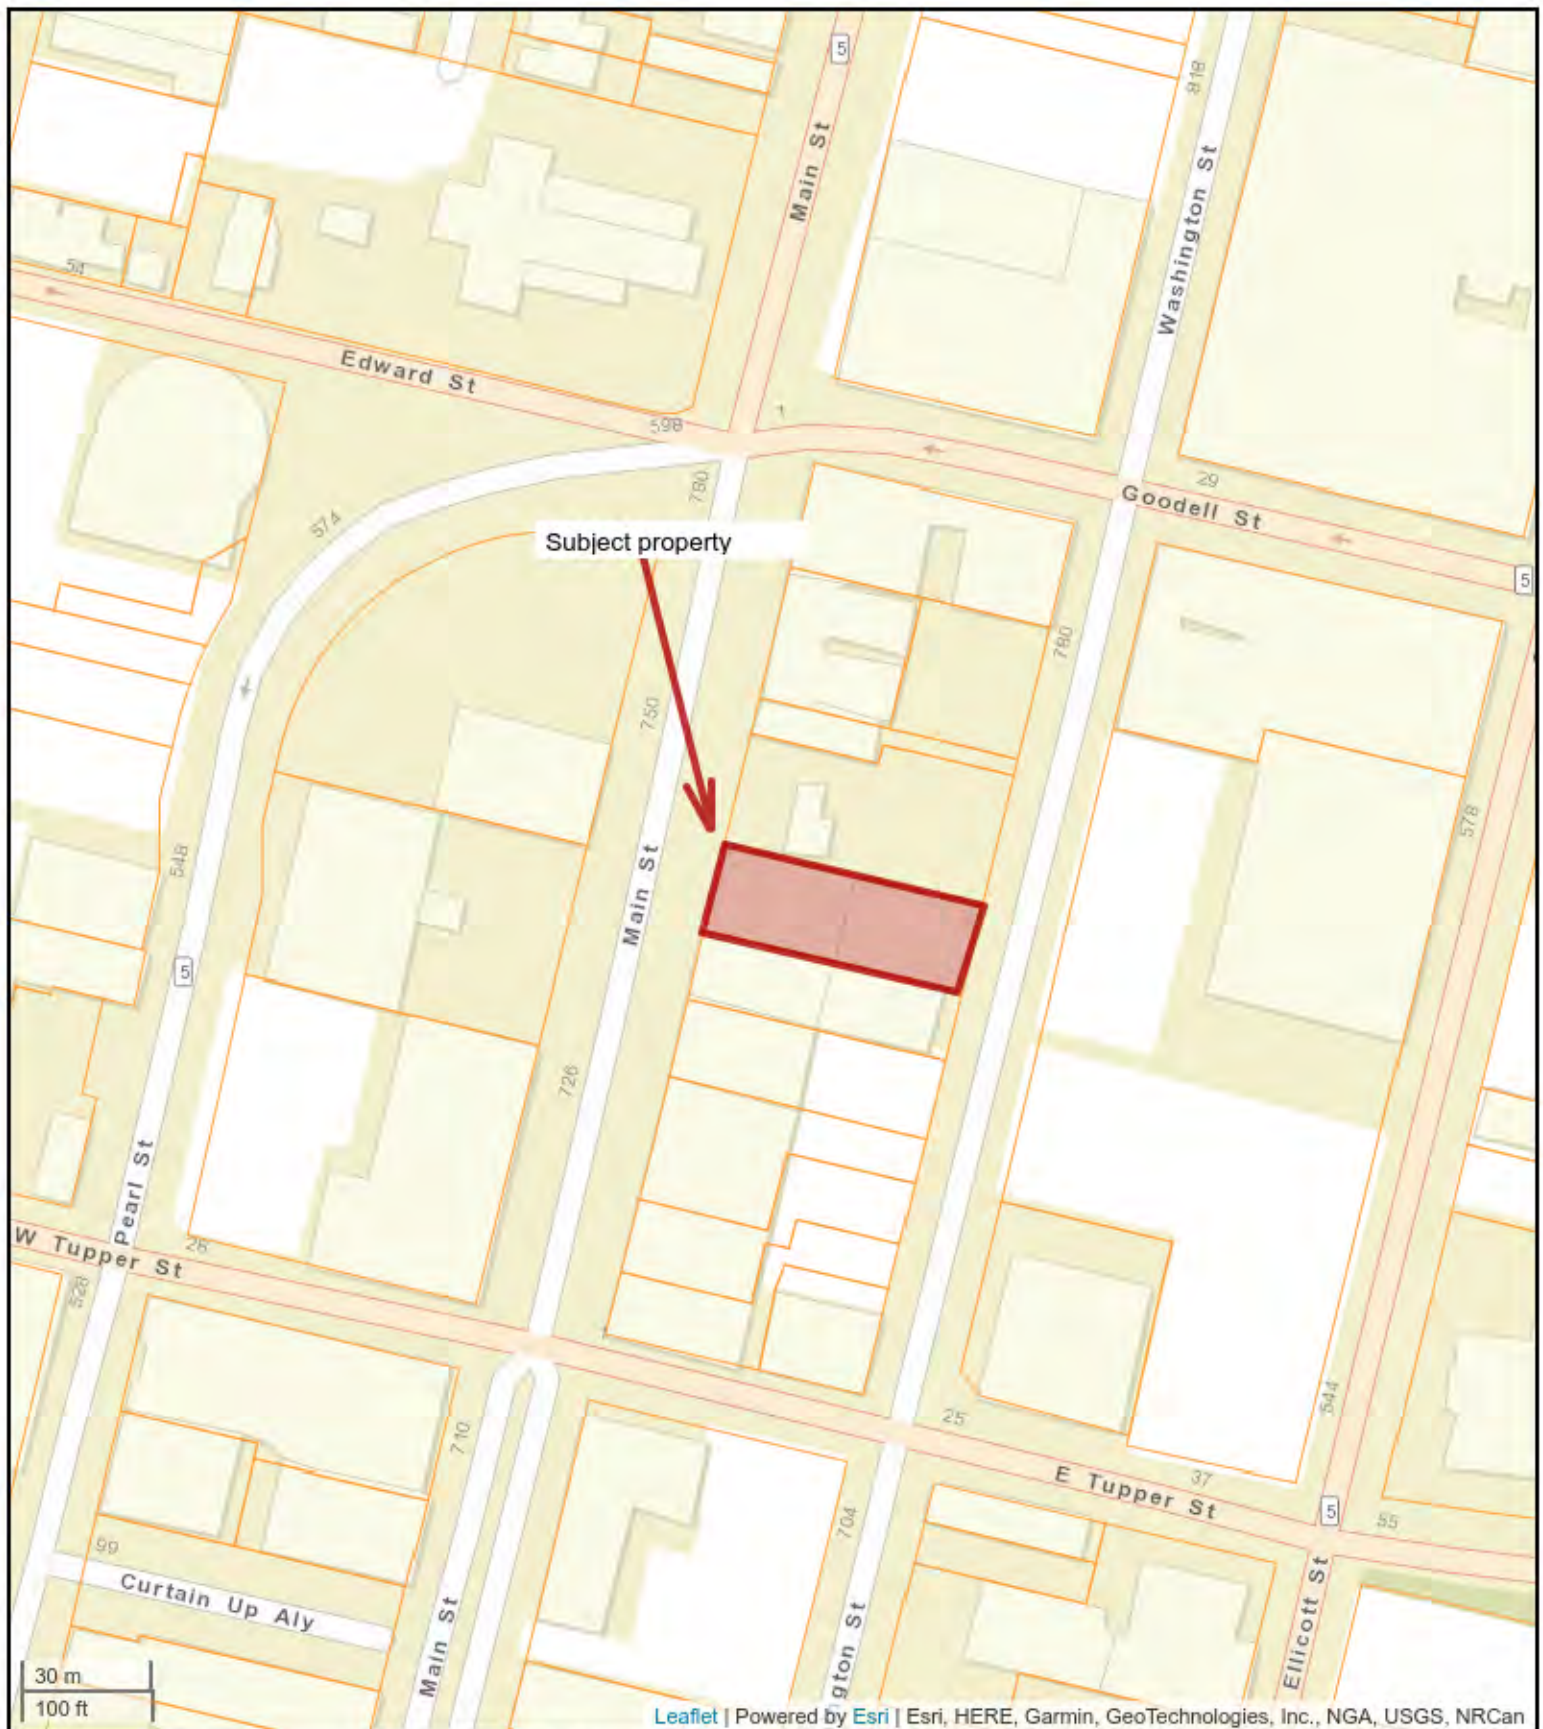 5
818
Main St
Washington St
54
Edward St
598
1
780
29
Goodell St
574
Subject property
5
780
750
578
548
Main St
5
726
Pearl St
W Tupper St
26
528
544
25
710
37
E Tupper St
5
55
704
99
Curtain Up Aly
Main St
gton St
Ellicott St
30 m
100 ft
Leaflet | Powered by Esri | Esri, HERE, Garmin, GeoTechnologies, Inc., NGA, USGS, NRCan